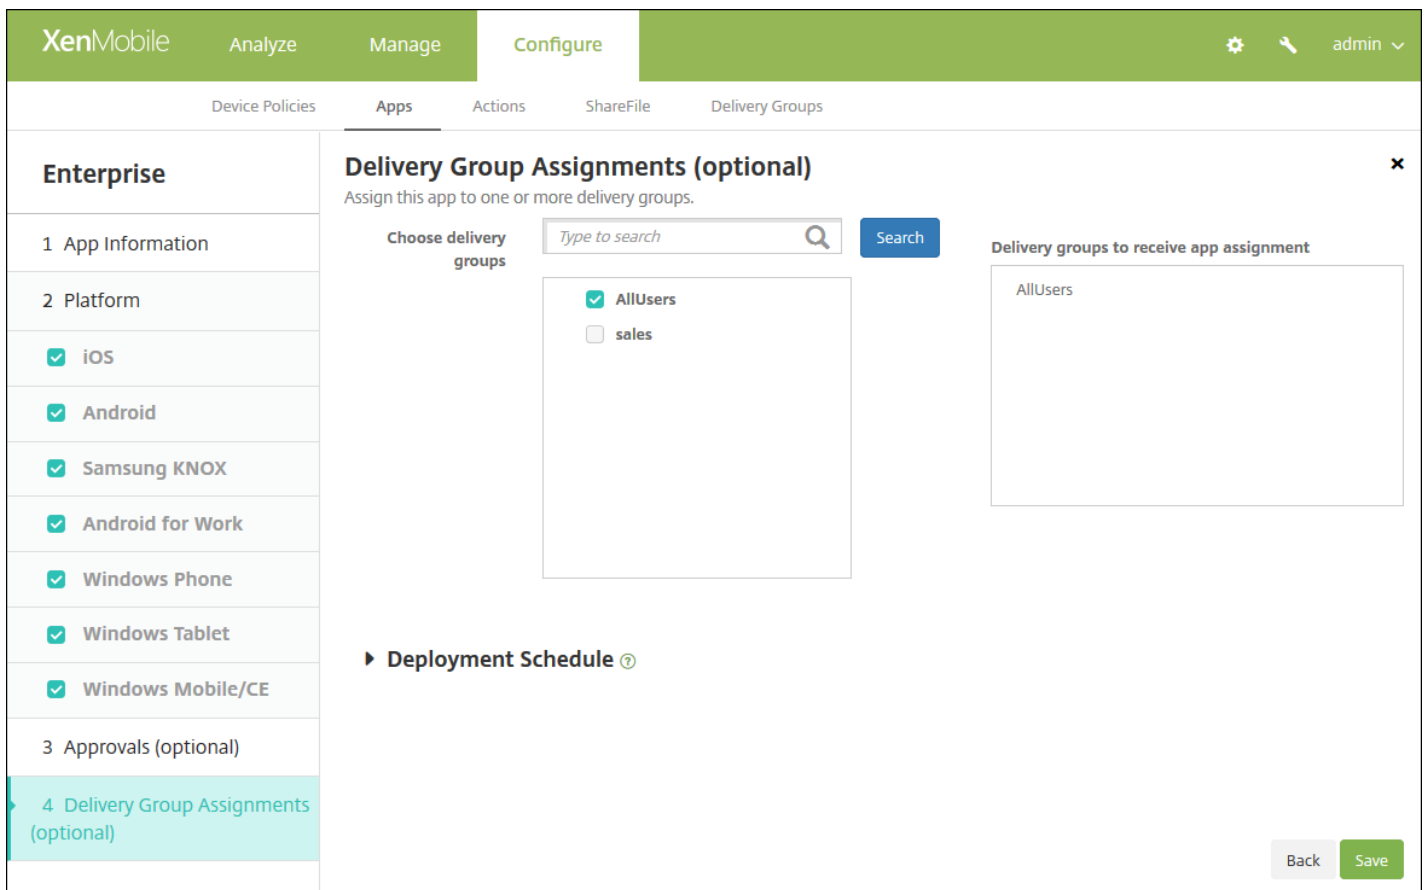 XenMobile Analyze Manage Configure admin
Device Policies Apps Actions ShareFile Delivery Groups
Enterprise
1 App Information
2 Platform
iOS
Android
Samsung KNOX
Android for Work
Windows Phone
Windows Tablet
Windows Mobile/CE
3 Approvals (optional)
4 Delivery Group Assignments
(optional)
Delivery Group Assignments (optional)
Assign this app to one or more delivery groups.
Choose delivery
groups
Type to search
Search
AllUsers
sales
Delivery groups to receive app assignment
AllUsers
Deployment Schedule ?
Back Save